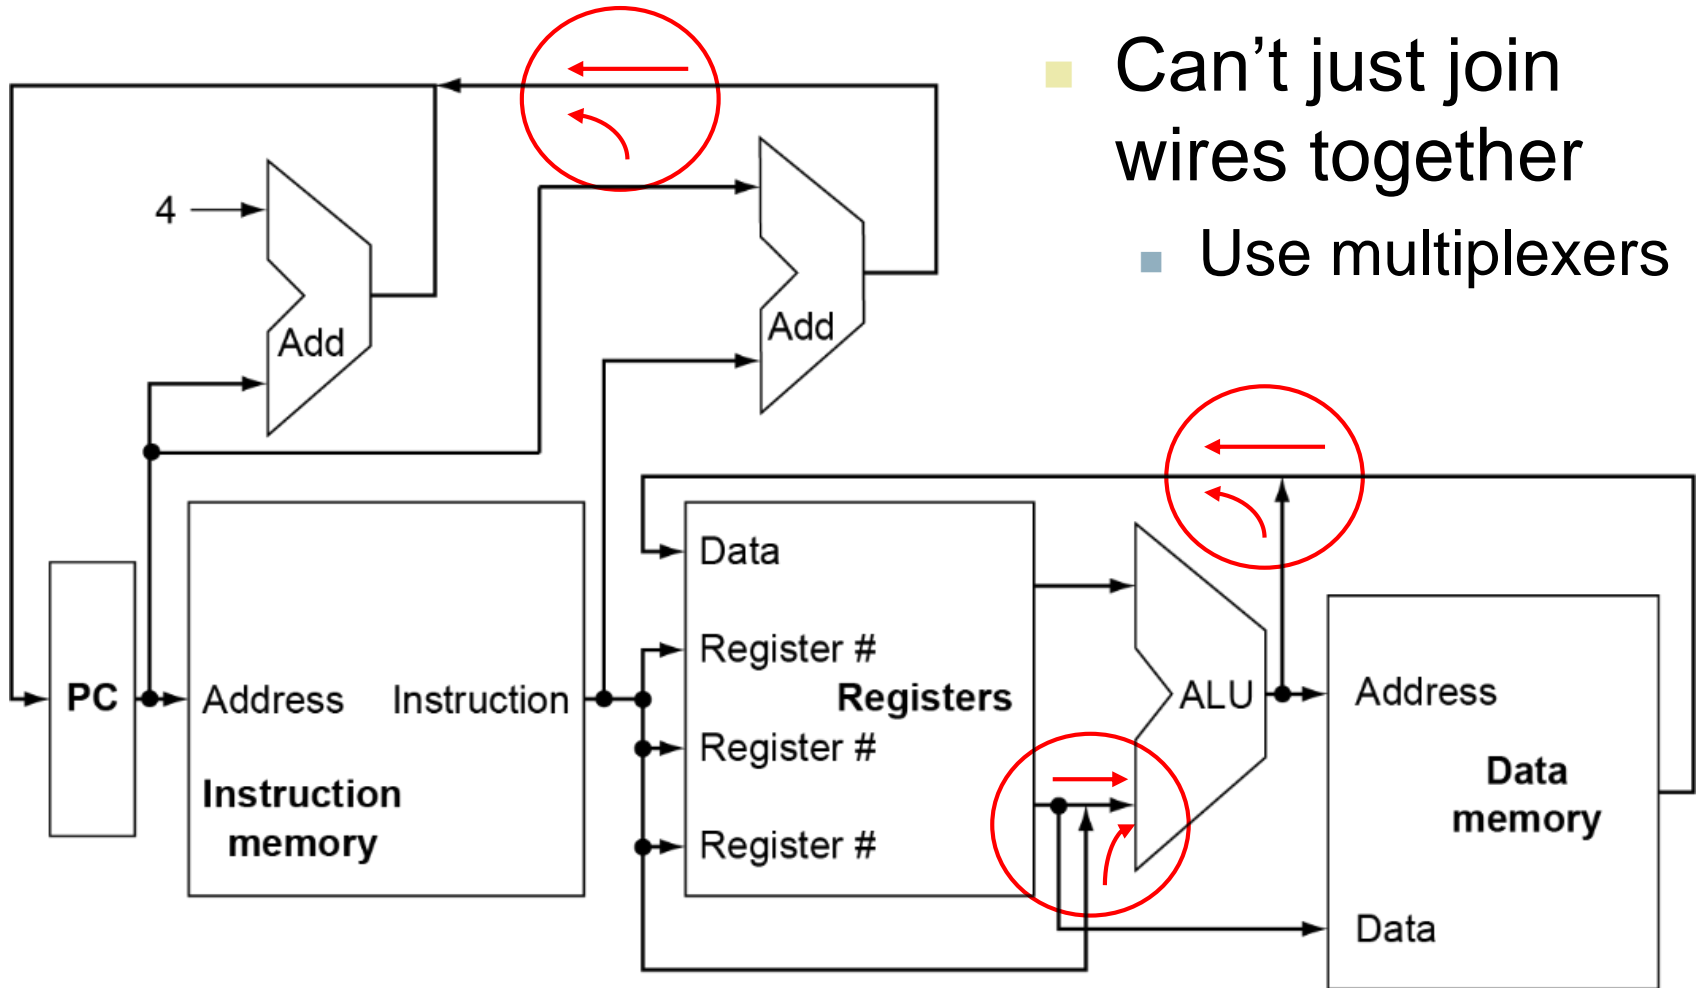 Can’t just join
wires together
Use multiplexers
4
Add
Add
Data
Register #
PC
Address
Instruction
Registers
ALU
Address
Register #
Instruction
memory
Data
memory
Register #
Data